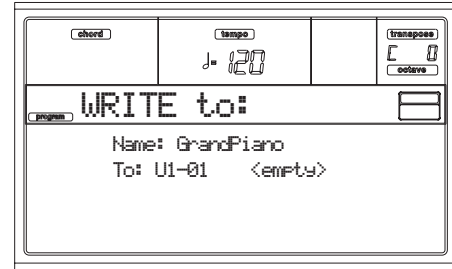 chord
tempo
transpose
♩= 120
C 0
octave
program
WRITE to:
Name: GrandPiano
To: U1-01 <empty>